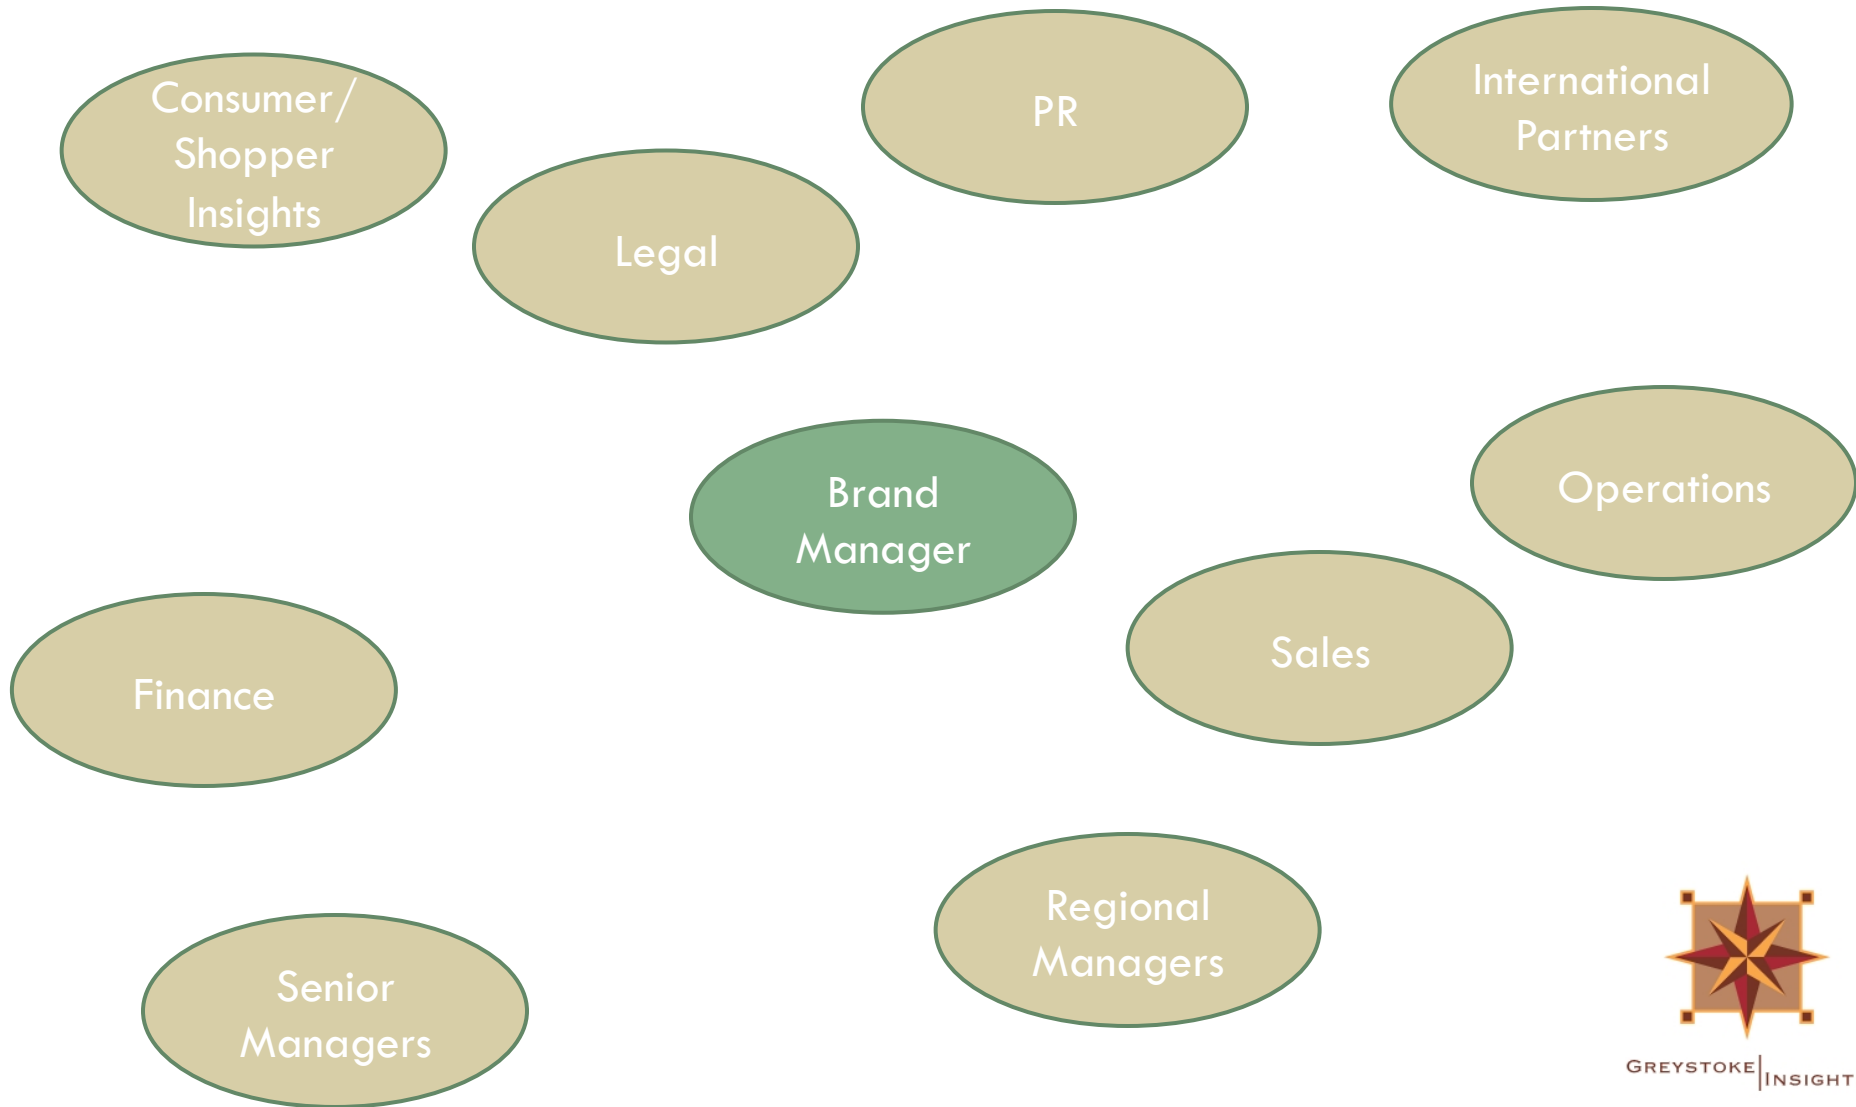 Consumer/
Shopper
Insights
Legal
PR
International
Partners
Brand
Manager
Operations
Sales
Finance
Regional
Managers
Senior
Managers
GREYSTOKE INSIGHT